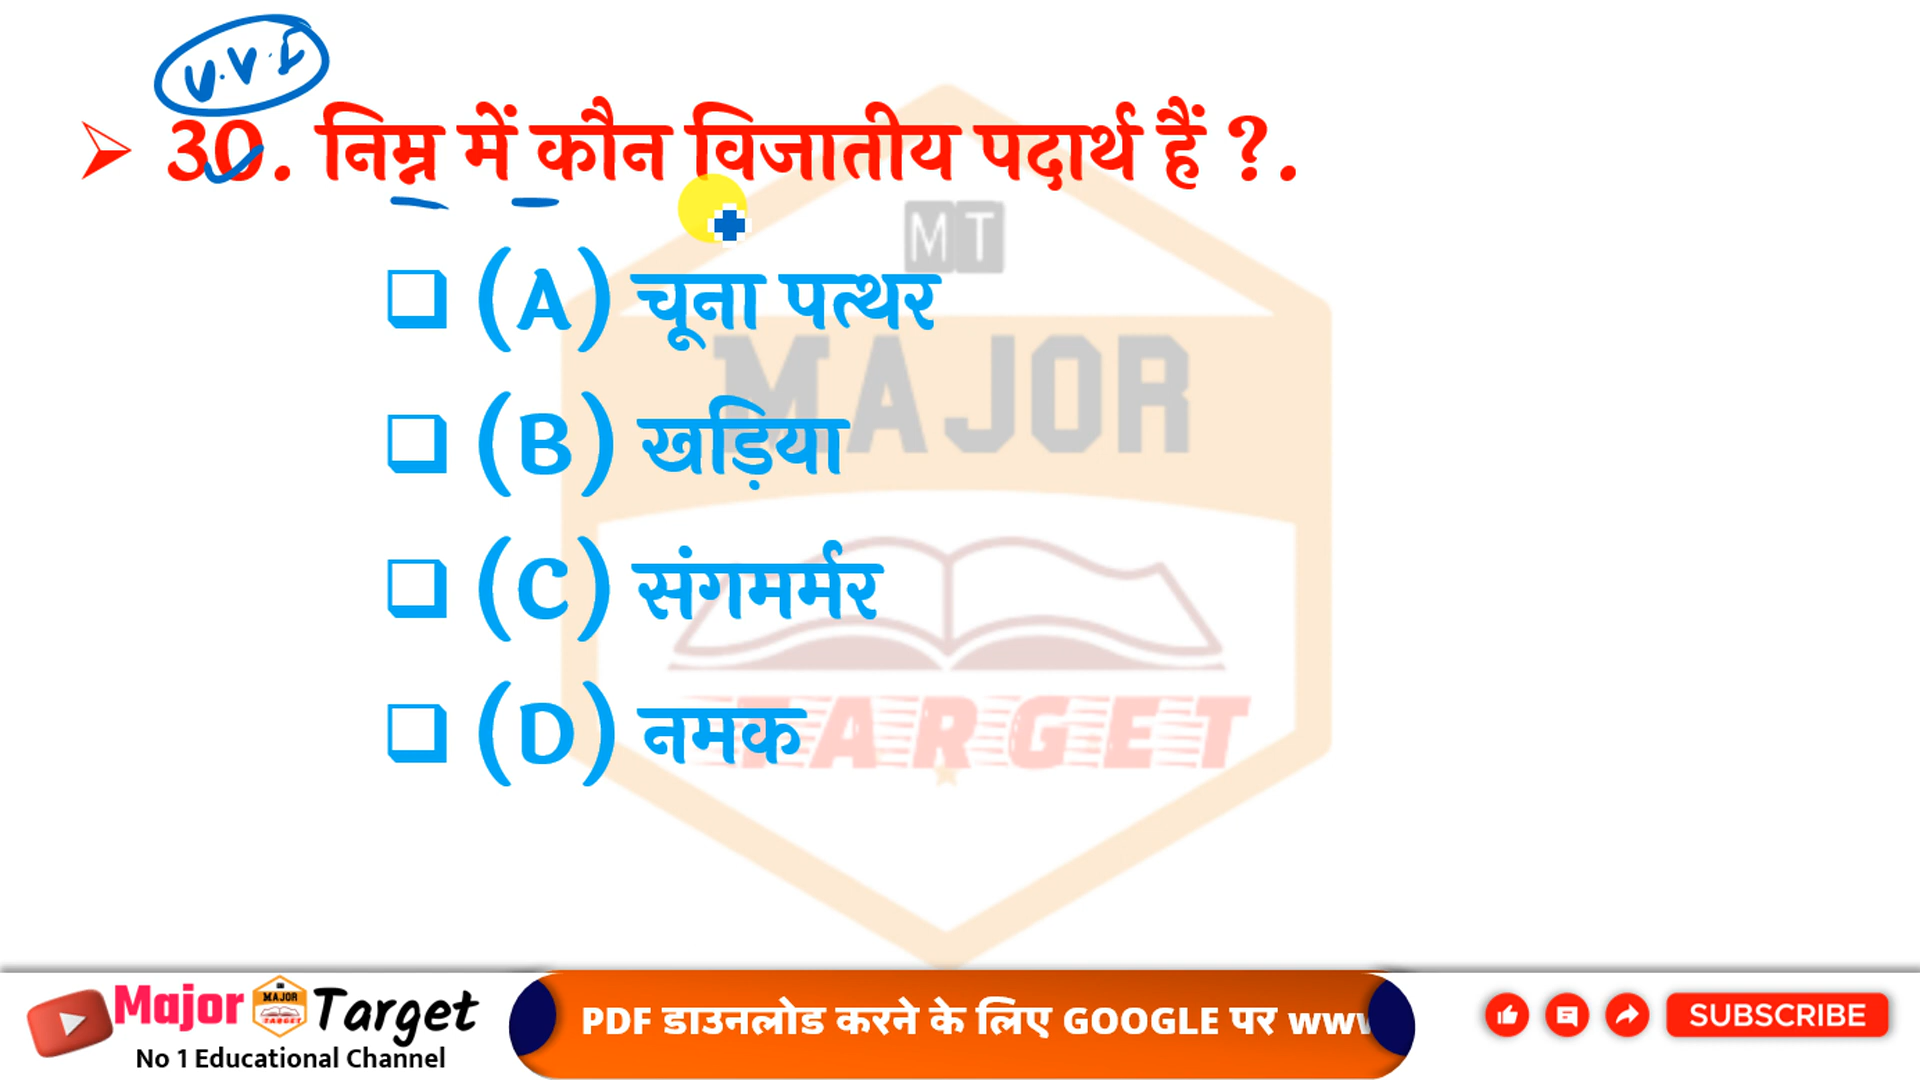 V.V.I
30. निम्न में कौन विजातीय पदार्थ हैं ?.
MT
(A) चूना पत्थर
MAJOR
(B) खड़िया
(C) संगमर्मर
TARGET
(D) नमक
Major MAJOR TARGET Target
No 1 Educational Channel
PDF डाउनलोड करने के लिए GOOGLE पर www
SUBSCRIBE